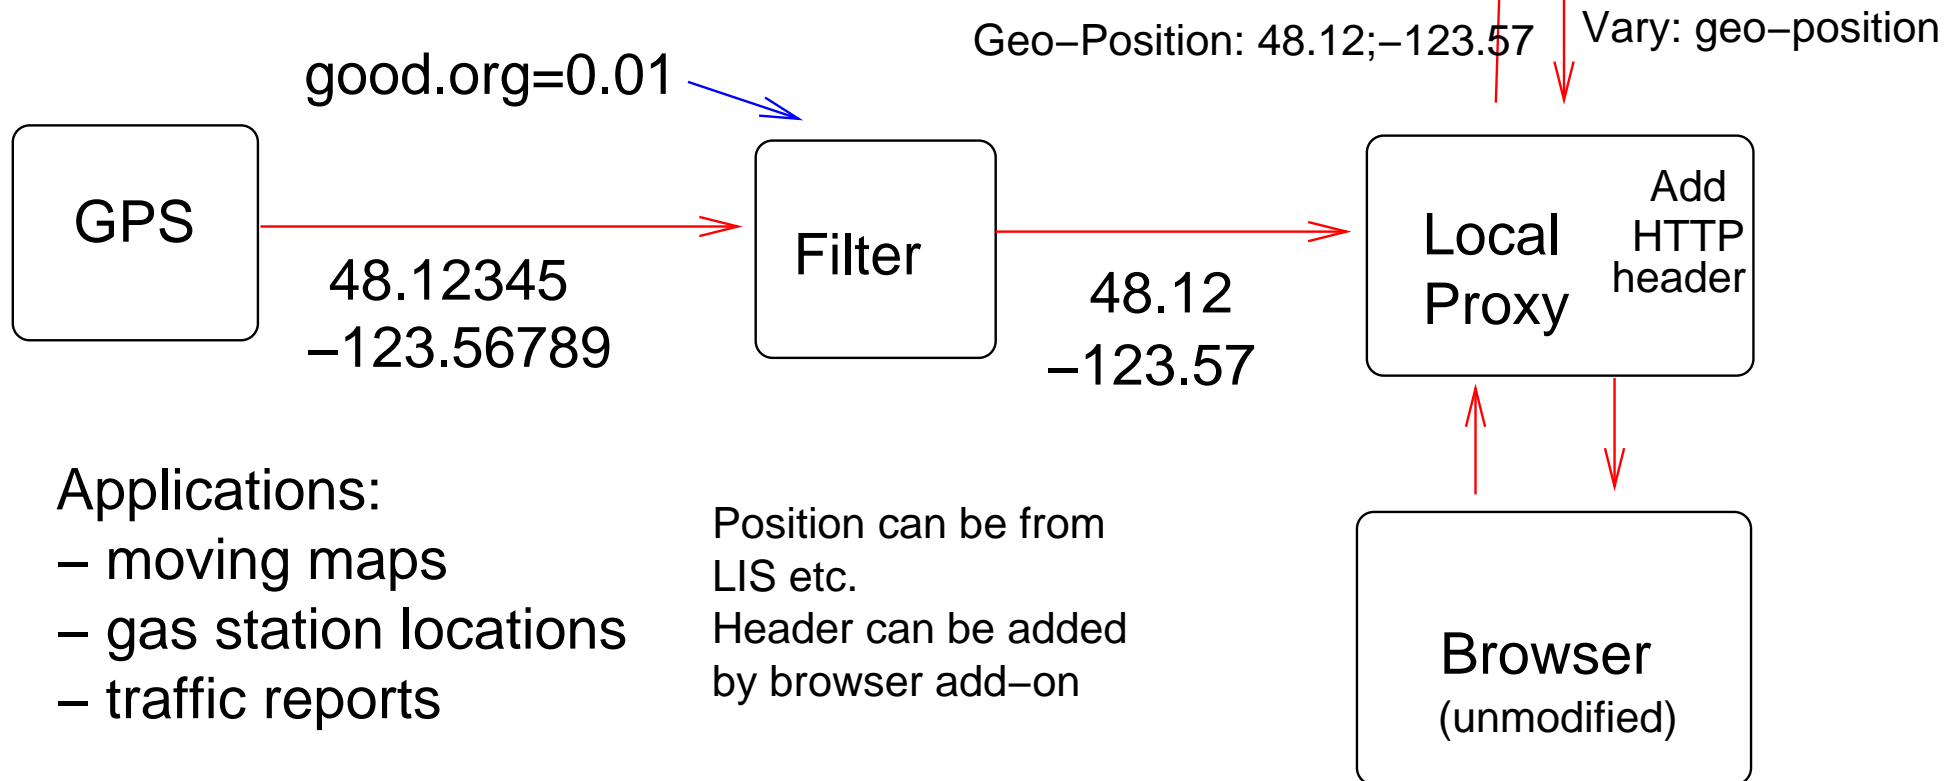 Geo−Position: 48.12;−123.57
Vary: geo−position
good.org=0.01
GPS
48.12345
−123.56789
Filter
48.12
−123.57
Local
Proxy
Add
HTTP
header
Applications:
− moving maps
− gas station locations
− traffic reports
Position can be from
LIS etc.
Header can be added
by browser add−on
Browser
(unmodified)